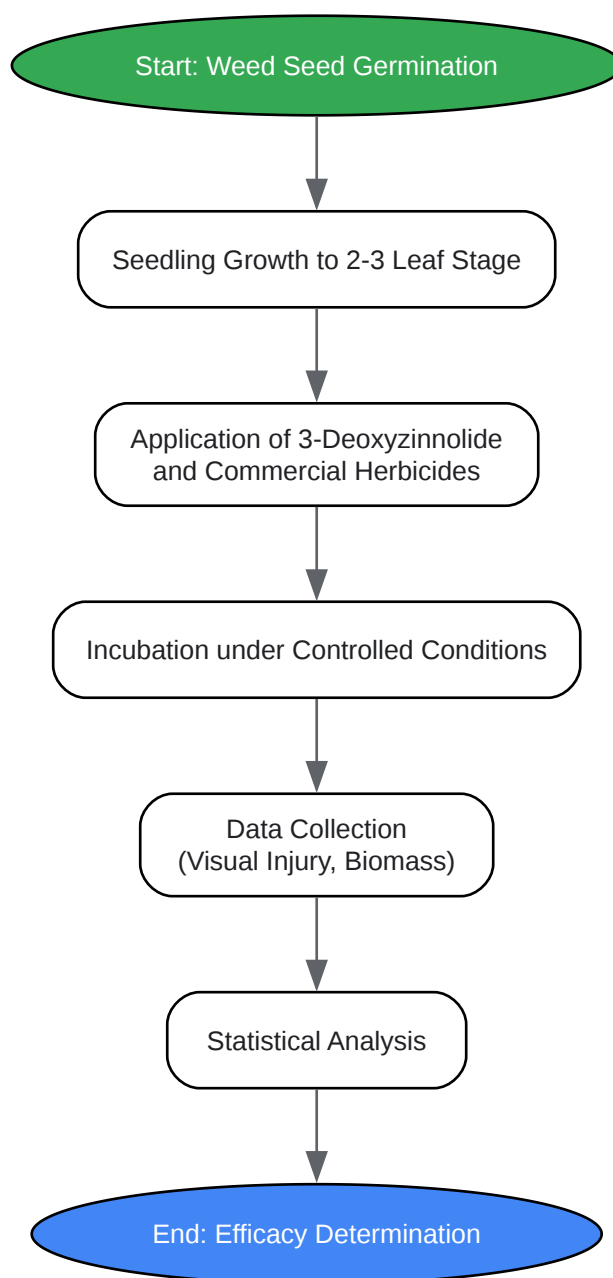 Start: Weed Seed Germination
Seedling Growth to 2-3 Leaf Stage
Application of 3-Deoxyzinnolide
and Commercial Herbicides
Incubation under Controlled Conditions
Data Collection
(Visual Injury, Biomass)
Statistical Analysis
End: Efficacy Determination